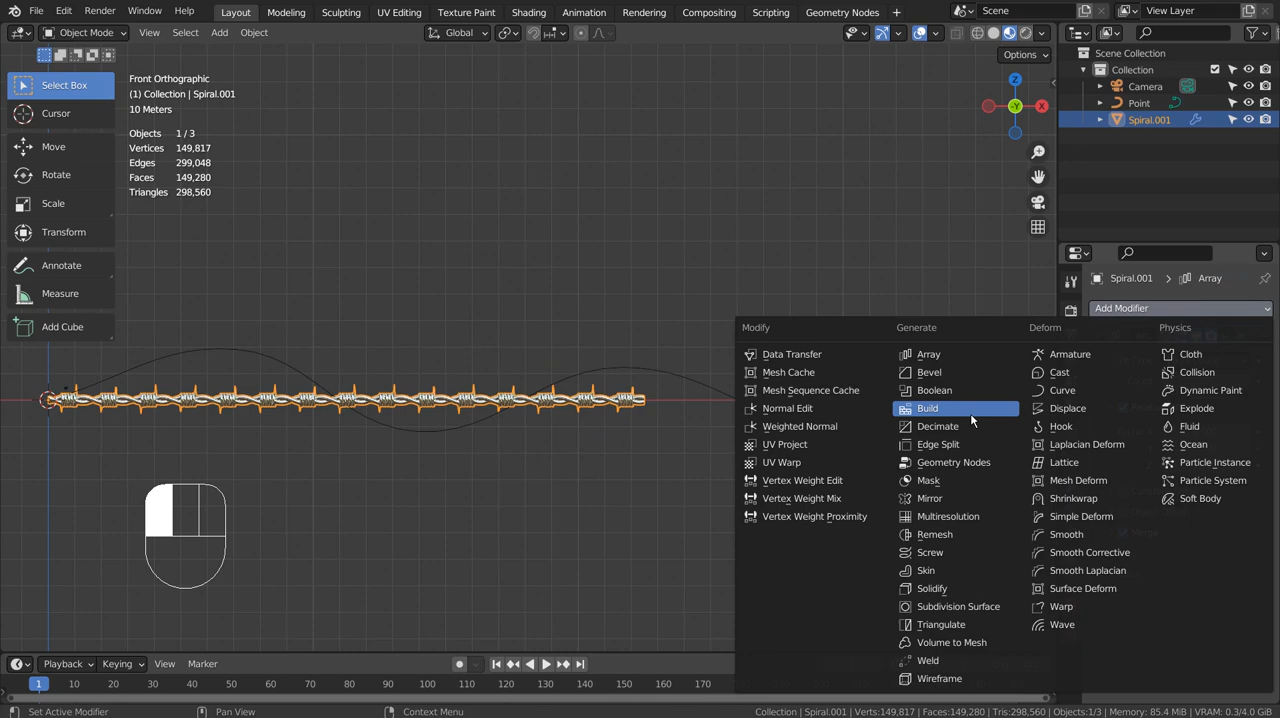 File Edit Render Window Help Layout Modeling Sculpting UV Editing Texture Paint Shading Animation Rendering Compositing Scripting Geometry Nodes + Scene View Layer
Object Mode View Select Add Object Global
Options
Select Box
Cursor
Move
Rotate
Scale
Transform
Annotate
Measure
Add Cube
Front Orthographic
(1) Collection | Spiral.001
10 Meters
Objects 1 / 3
Vertices 149,817
Edges 299,048
Faces 149,280
Triangles 298,560
Z
-Y
X
Scene Collection
Collection
Camera
Point
Spiral.001
Spiral.001 > Array
Add Modifier
Modify
Data Transfer
Mesh Cache
Mesh Sequence Cache
Normal Edit
Weighted Normal
UV Project
UV Warp
Vertex Weight Edit
Vertex Weight Mix
Vertex Weight Proximity
Generate
Array
Bevel
Boolean
Build
Decimate
Edge Split
Geometry Nodes
Mask
Mirror
Multiresolution
Remesh
Screw
Skin
Solidify
Subdivision Surface
Triangulate
Volume to Mesh
Weld
Wireframe
Deform
Armature
Cast
Curve
Displace
Hook
Laplacian Deform
Lattice
Mesh Deform
Shrinkwrap
Simple Deform
Smooth
Smooth Corrective
Smooth Laplacian
Surface Deform
Warp
Wave
Physics
Cloth
Collision
Dynamic Paint
Explode
Fluid
Ocean
Particle Instance
Particle System
Soft Body
Playback Keying View Marker
1 10 20 30 40 50 60 70 80 90 100 110 120 130 140 150 160 170
Set Active Modifier Pan View Context Menu Collection | Spiral.001 | Verts:149,817 | Faces:149,280 | Tris:298,560 | Objects:1/3 | Memory: 85.4 MiB | VRAM: 0.3/4.0 GiB